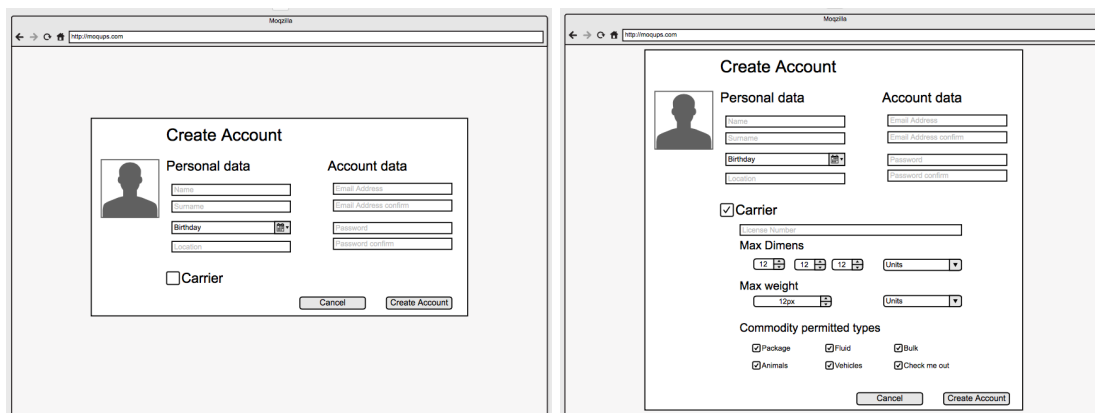 Moqzilla
http://moqups.com
Create Account
Personal data
Account data
Name
Email Address
Surname
Email Address confirm
Birthday
Password
Location
Password confirm
Carrier
Cancel
Create Account
Moqzilla
http://moqups.com
Create Account
Personal data
Account data
Name
Email Address
Surname
Email Address confirm
Birthday
Password
Location
Password confirm
Carrier
License Number
Max Dimens
12 12 12 Units
Max weight
12px Units
Commodity permitted types
Package Fluid Bulk
Animals Vehicles Check me out
Cancel
Create Account